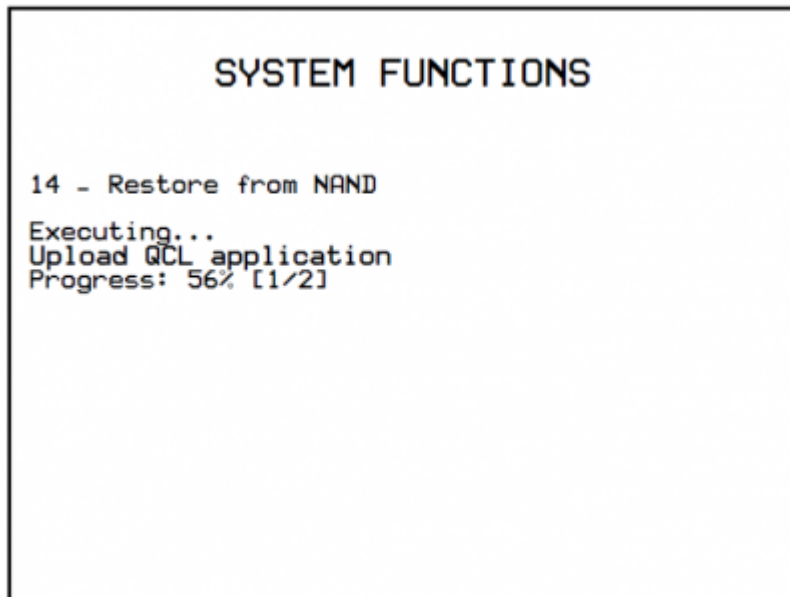 SYSTEM FUNCTIONS
14 - Restore from NAND
Executing...
Upload QCL application
Progress: 56% [1/2]